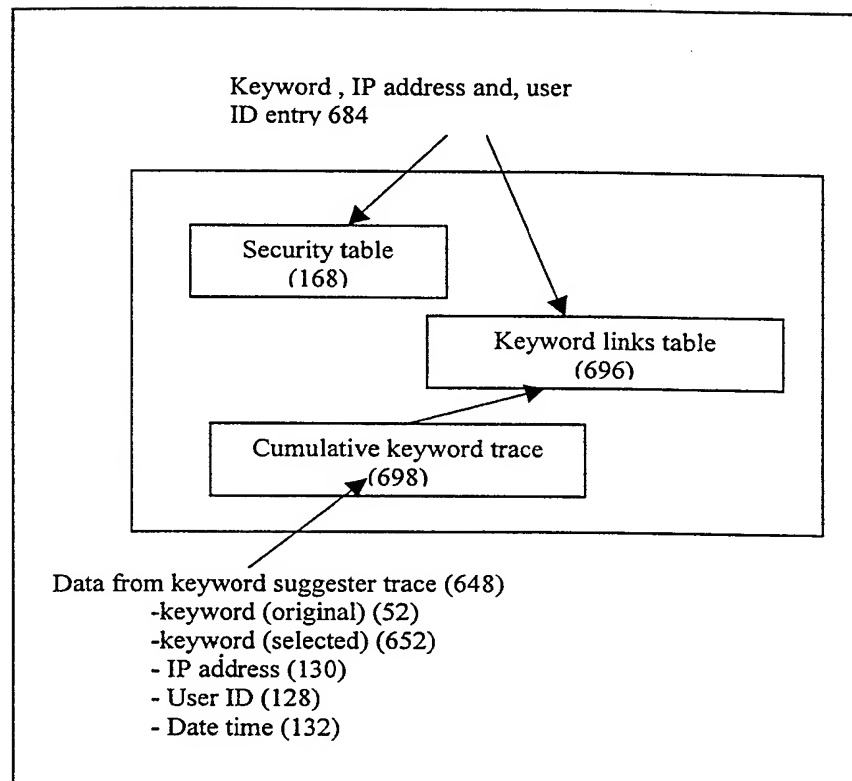 Keyword , IP address and, user
ID entry 684
Security table
(168)
Keyword links table
(696)
Cumulative keyword trace
(698)
Data from keyword suggester trace (648)
-keyword (original) (52)
-keyword (selected) (652)
- IP address (130)
- User ID (128)
- Date time (132)